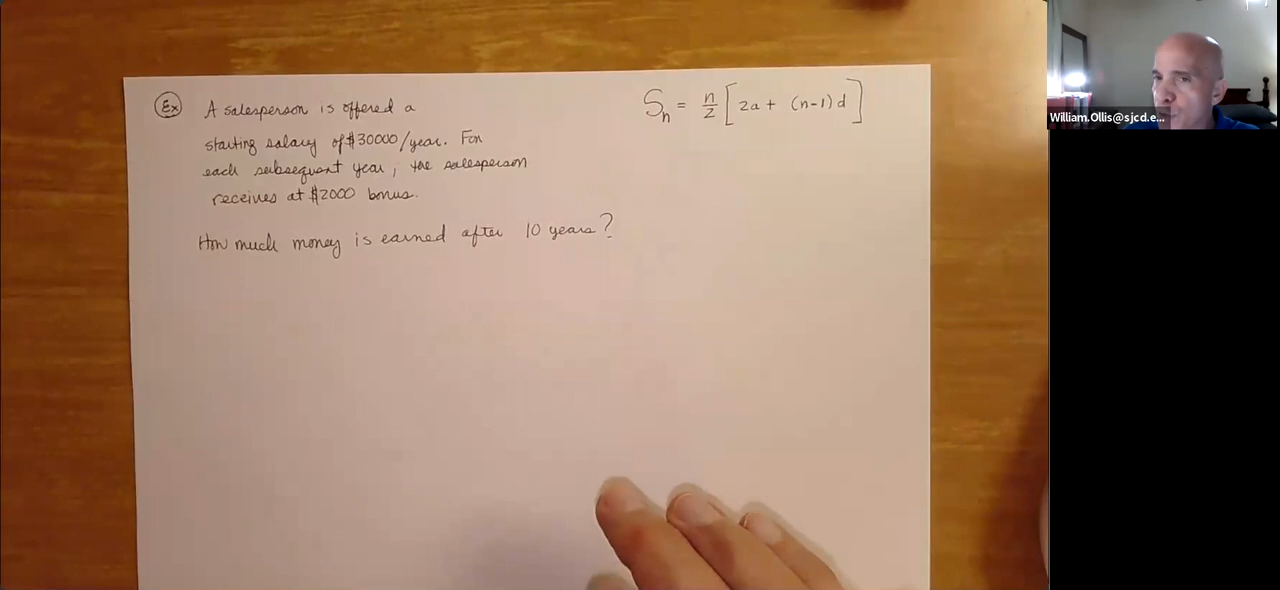 Ex A salesperson is offered a
starting salary of $30000/year. For
each subsequent year, the salesperson
receives at $2000 bonus.
How much money is earned after 10 years?
Sₙ = n/2 [2a + (n-1)d]
William.Ollis@sjcd.e...